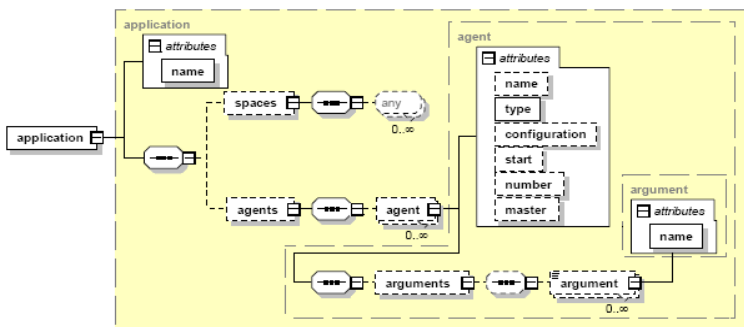 application
agent
attributes
name
attributes
name
type
configuration
start
number
master
spaces
any
0..∞
application
agents
agent
0..∞
argument
attributes
name
arguments
argument
0..∞